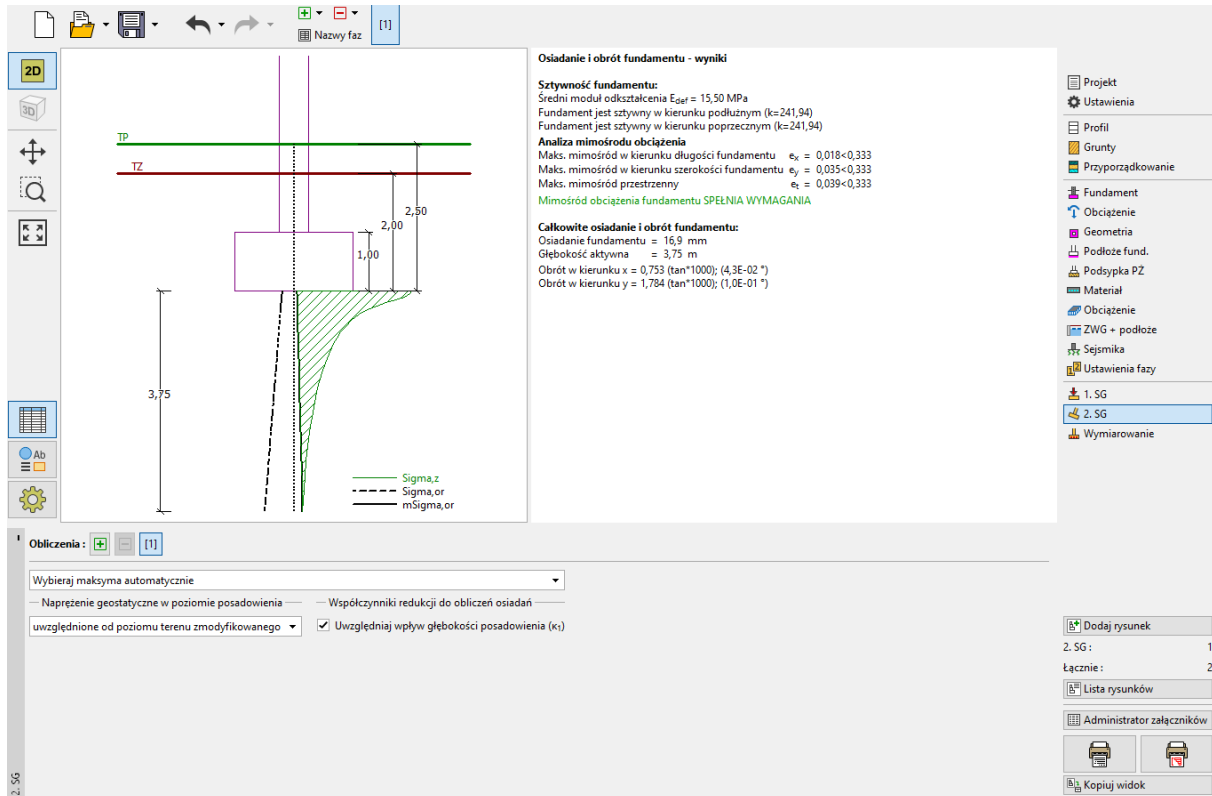 Nazwy faz
[1]
2D
3D
Ab
TP
TZ
2,50
2,00
1,00
3,75
Sigma,z
Sigma,or
mSigma,or
Osiadanie i obrót fundamentu - wyniki
Sztywność fundamentu:
Średni moduł odkształcenia Edef = 15,50 MPa
Fundament jest sztywny w kierunku podłużnym (k=241,94)
Fundament jest sztywny w kierunku poprzecznym (k=241,94)
Analiza mimośrodu obciążenia
Maks. mimośród w kierunku długości fundamentu ex = 0,018<0,333
Maks. mimośród w kierunku szerokości fundamentu ey = 0,035<0,333
Maks. mimośród przestrzenny et = 0,039<0,333
Mimośród obciążenia fundamentu SPEŁNIA WYMAGANIA
Całkowite osiadanie i obrót fundamentu:
Osiadanie fundamentu = 16,9 mm
Głębokość aktywna = 3,75 m
Obrót w kierunku x = 0,753 (tan*1000); (4,3E-02 °)
Obrót w kierunku y = 1,784 (tan*1000); (1,0E-01 °)
Projekt
Ustawienia
Profil
Grunty
Przyporządkowanie
Fundament
Obciążenie
Geometria
Podłoże fund.
Podsypka PŻ
Materiał
Obciążenie
ZWG + podłoże
Sejsmika
Ustawienia fazy
1. SG
2. SG
Wymiarowanie
Obliczenia :
[1]
Wybieraj maksyma automatycznie
Naprężenie geostatyczne w poziomie posadowienia
Współczynniki redukcji do obliczeń osiadań
uwzględnione od poziomu terenu zmodyfikowanego
Uwzględniaj wpływ głębokości posadowienia (κ1)
2. SG
Dodaj rysunek
2. SG : 1
Łącznie : 2
Lista rysunków
Administrator załączników
Kopiuj widok